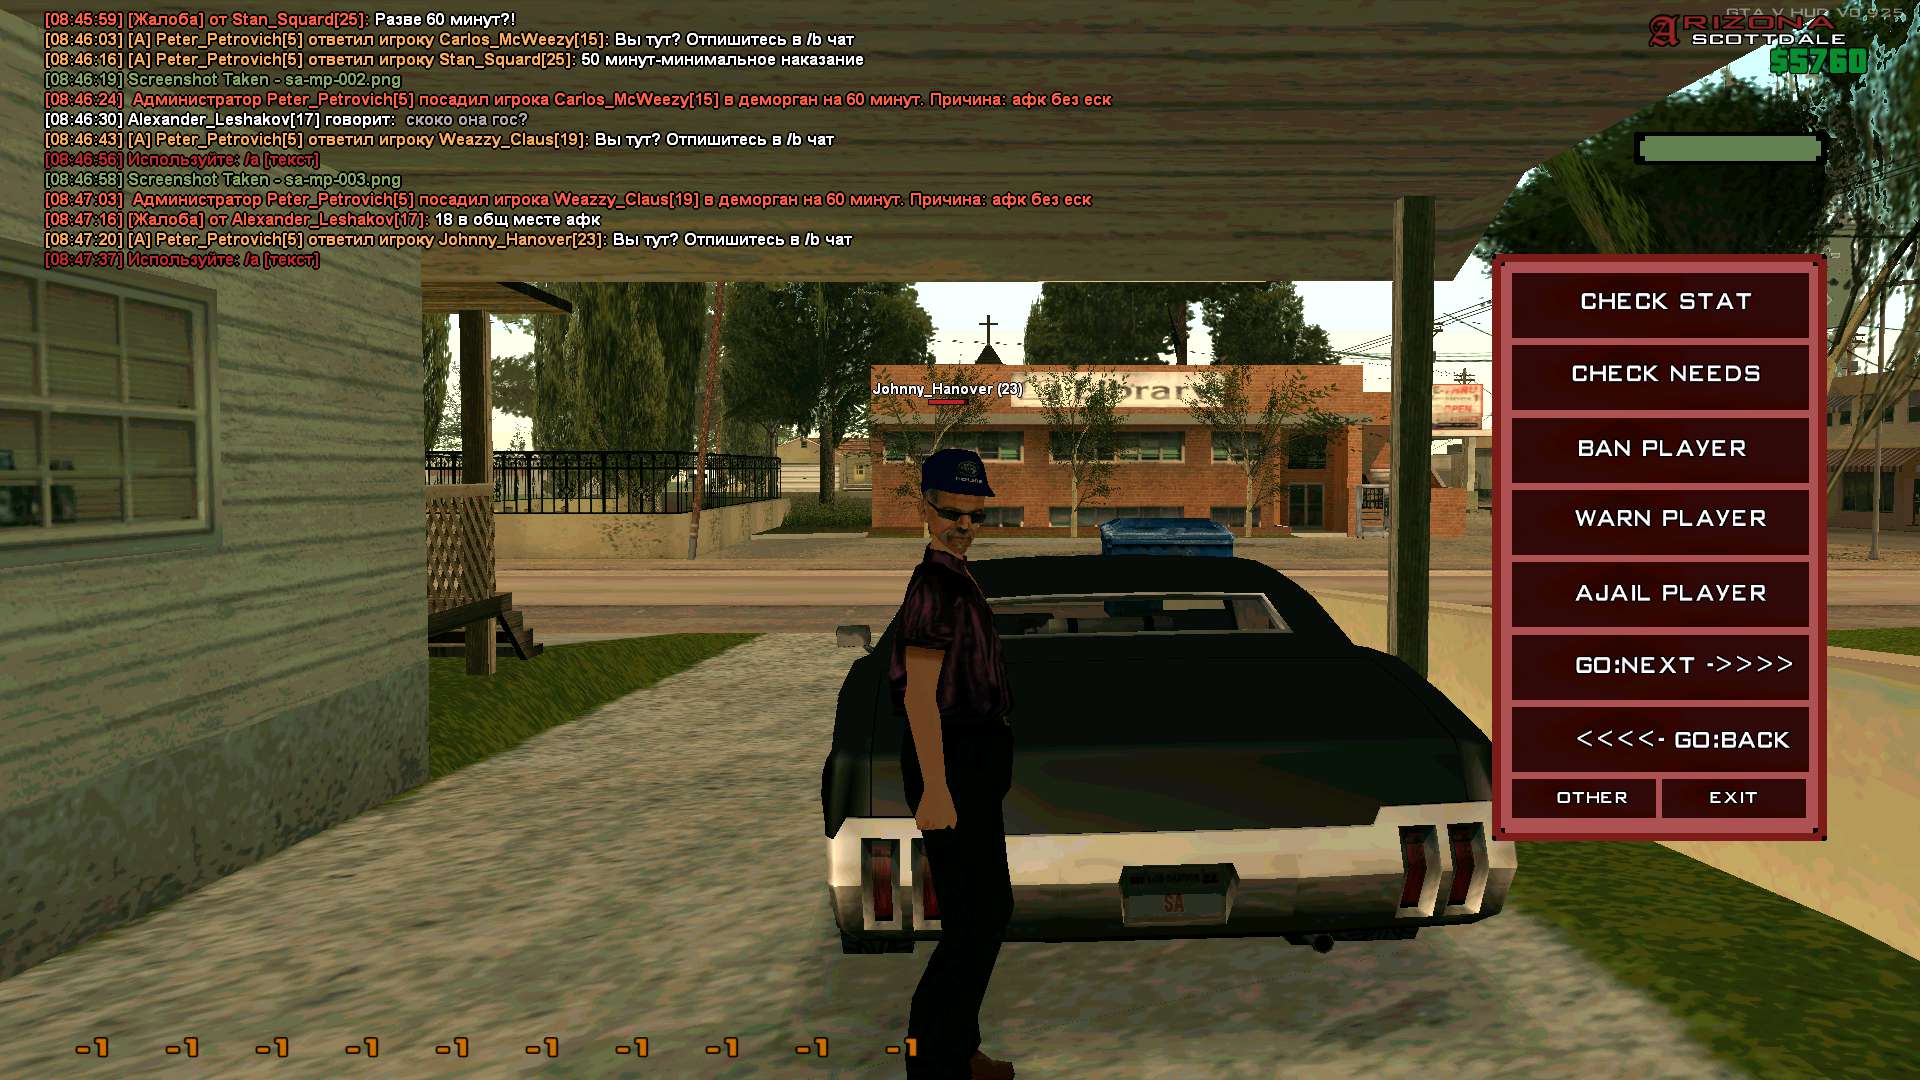 [08:45:59] [Жалоба] от Stan_Squard[25]: Разве 60 минут?!
[08:46:03] [A] Peter_Petrovich[5] ответил игроку Carlos_McWeezy[15]: Вы тут? Отпишитесь в /b чат
[08:46:16] [A] Peter_Petrovich[5] ответил игроку Stan_Squard[25]: 50 минут-минимальное наказание
[08:46:19] Screenshot Taken - sa-mp-002.png
[08:46:24] Администратор Peter_Petrovich[5] посадил игрока Carlos_McWeezy[15] в деморган на 60 минут. Причина: афк без еск
[08:46:30] Alexander_Leshakov[17] говорит: скоко она гос?
[08:46:43] [A] Peter_Petrovich[5] ответил игроку Weazzy_Claus[19]: Вы тут? Отпишитесь в /b чат
[08:46:56] Используйте: /a [текст]
[08:46:58] Screenshot Taken - sa-mp-003.png
[08:47:03] Администратор Peter_Petrovich[5] посадил игрока Weazzy_Claus[19] в деморган на 60 минут. Причина: афк без еск
[08:47:16] [Жалоба] от Alexander_Leshakov[17]: 18 в общ месте афк
[08:47:20] [A] Peter_Petrovich[5] ответил игроку Johnny_Hanover[23]: Вы тут? Отпишитесь в /b чат
[08:47:37] Используйте: /a [текст]
GTA V HUD V0.925
ARIZONA
SCOTTDALE
$5760
Johnny_Hanover (23)
OPEN
CHECK STAT
CHECK NEEDS
BAN PLAYER
WARN PLAYER
AJAIL PLAYER
GO:NEXT ->>>>
<<<<- GO:BACK
OTHER
EXIT
SA
-1 -1 -1 -1 -1 -1 -1 -1 -1 -1